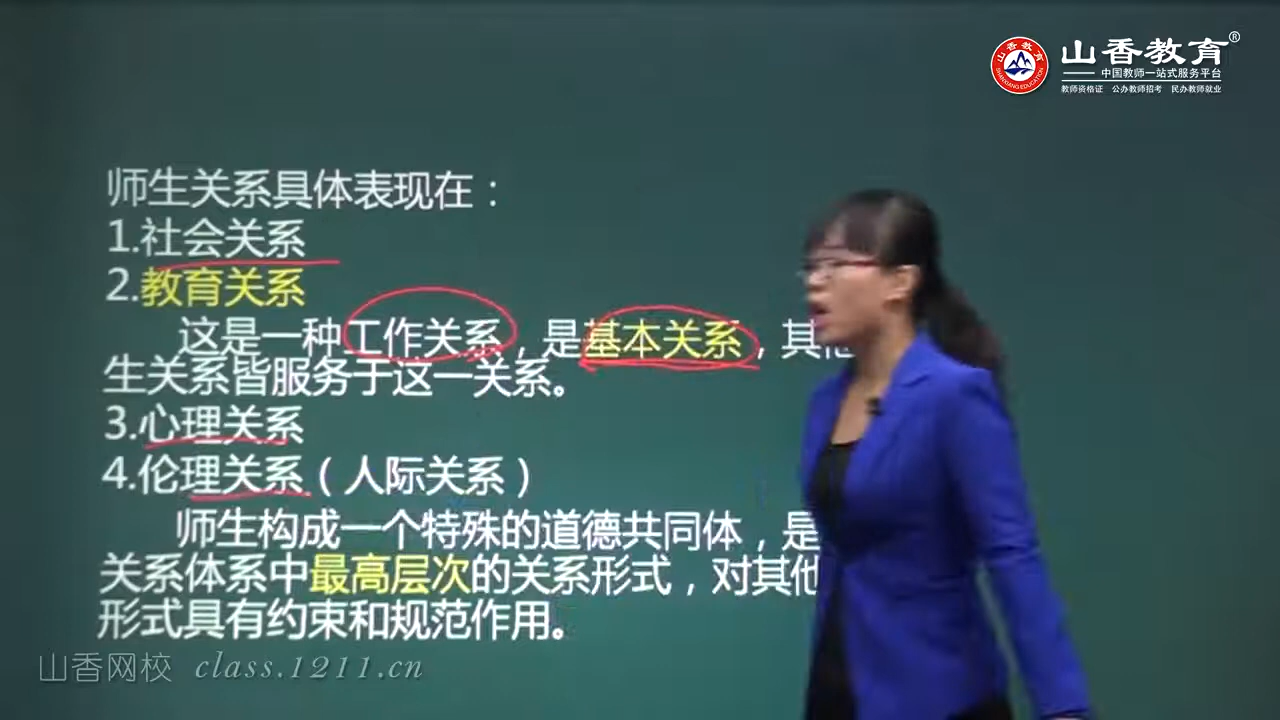 山香教育®
中国教师一站式服务平台
教师资格证 公办教师招考 民办教师就业
山香教育
SHANXIANG EDUCATION
师生关系具体表现在：
1.社会关系
2.教育关系
这是一种工作关系，是基本关系，其他
生关系皆服务于这一关系。
3.心理关系
4.伦理关系（人际关系）
师生构成一个特殊的道德共同体，是
关系体系中最高层次的关系形式，对其他
形式具有约束和规范作用。
山香网校 class.1211.cn